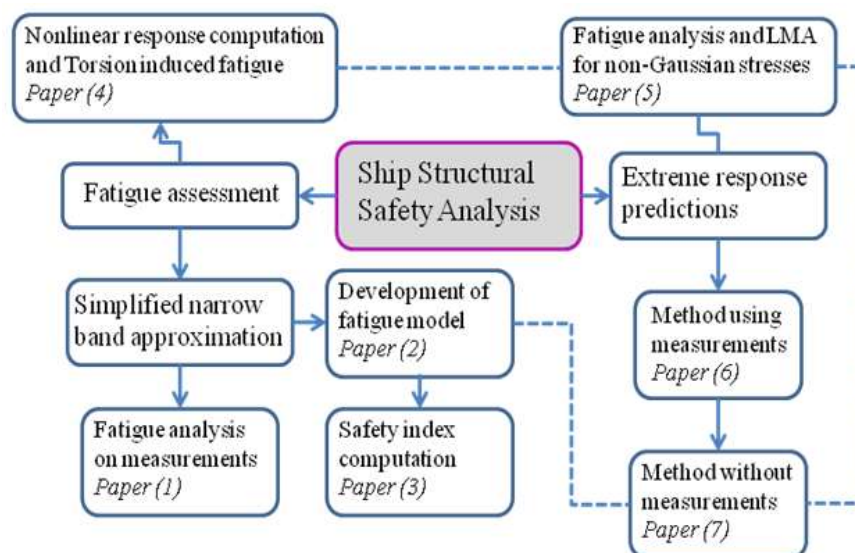 Nonlinear response computation
and Torsion induced fatigue
Paper (4)
Fatigue analysis and LMA
for non-Gaussian stresses
Paper (5)
Fatigue assessment
Ship Structural
Safety Analysis
Extreme response
predictions
Simplified narrow
band approximation
Development of
fatigue model
Paper (2)
Method using
measurements
Paper (6)
Fatigue analysis
on measurements
Paper (1)
Safety index
computation
Paper (3)
Method without
measurements
Paper (7)